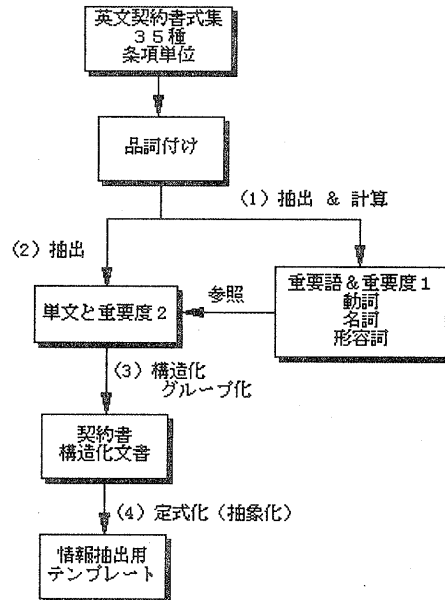 英文契約書式集
３５種
条項単位
品詞付け
(1) 抽出 ＆ 計算
(2) 抽出
重要語＆重要度１
動詞
名詞
形容詞
参照
単文と重要度２
(3) 構造化
グループ化
契約書
構造化文書
(4) 定式化（抽象化）
情報抽出用
テンプレート